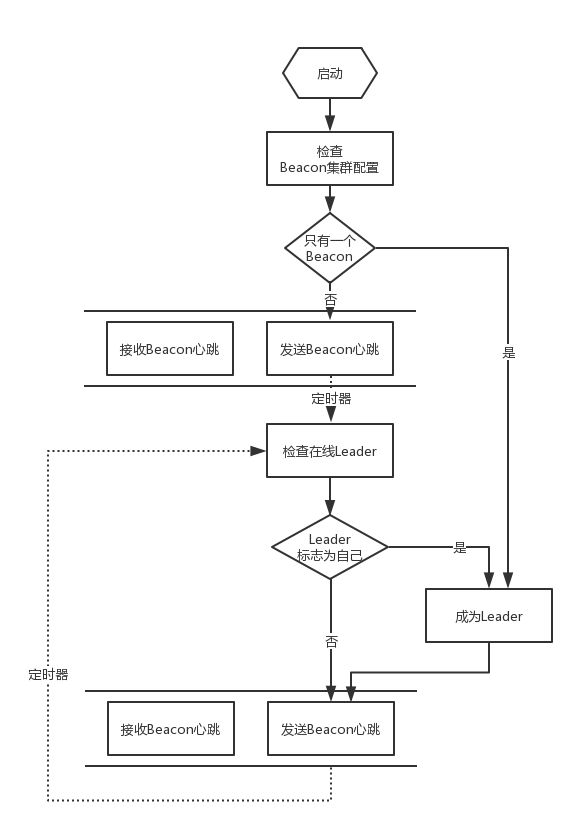 启动
检查
Beacon集群配置
只有一个
Beacon
否
接收Beacon心跳
发送Beacon心跳
是
定时器
检查在线Leader
Leader
标志为自己
是
成为Leader
否
定时器
接收Beacon心跳
发送Beacon心跳